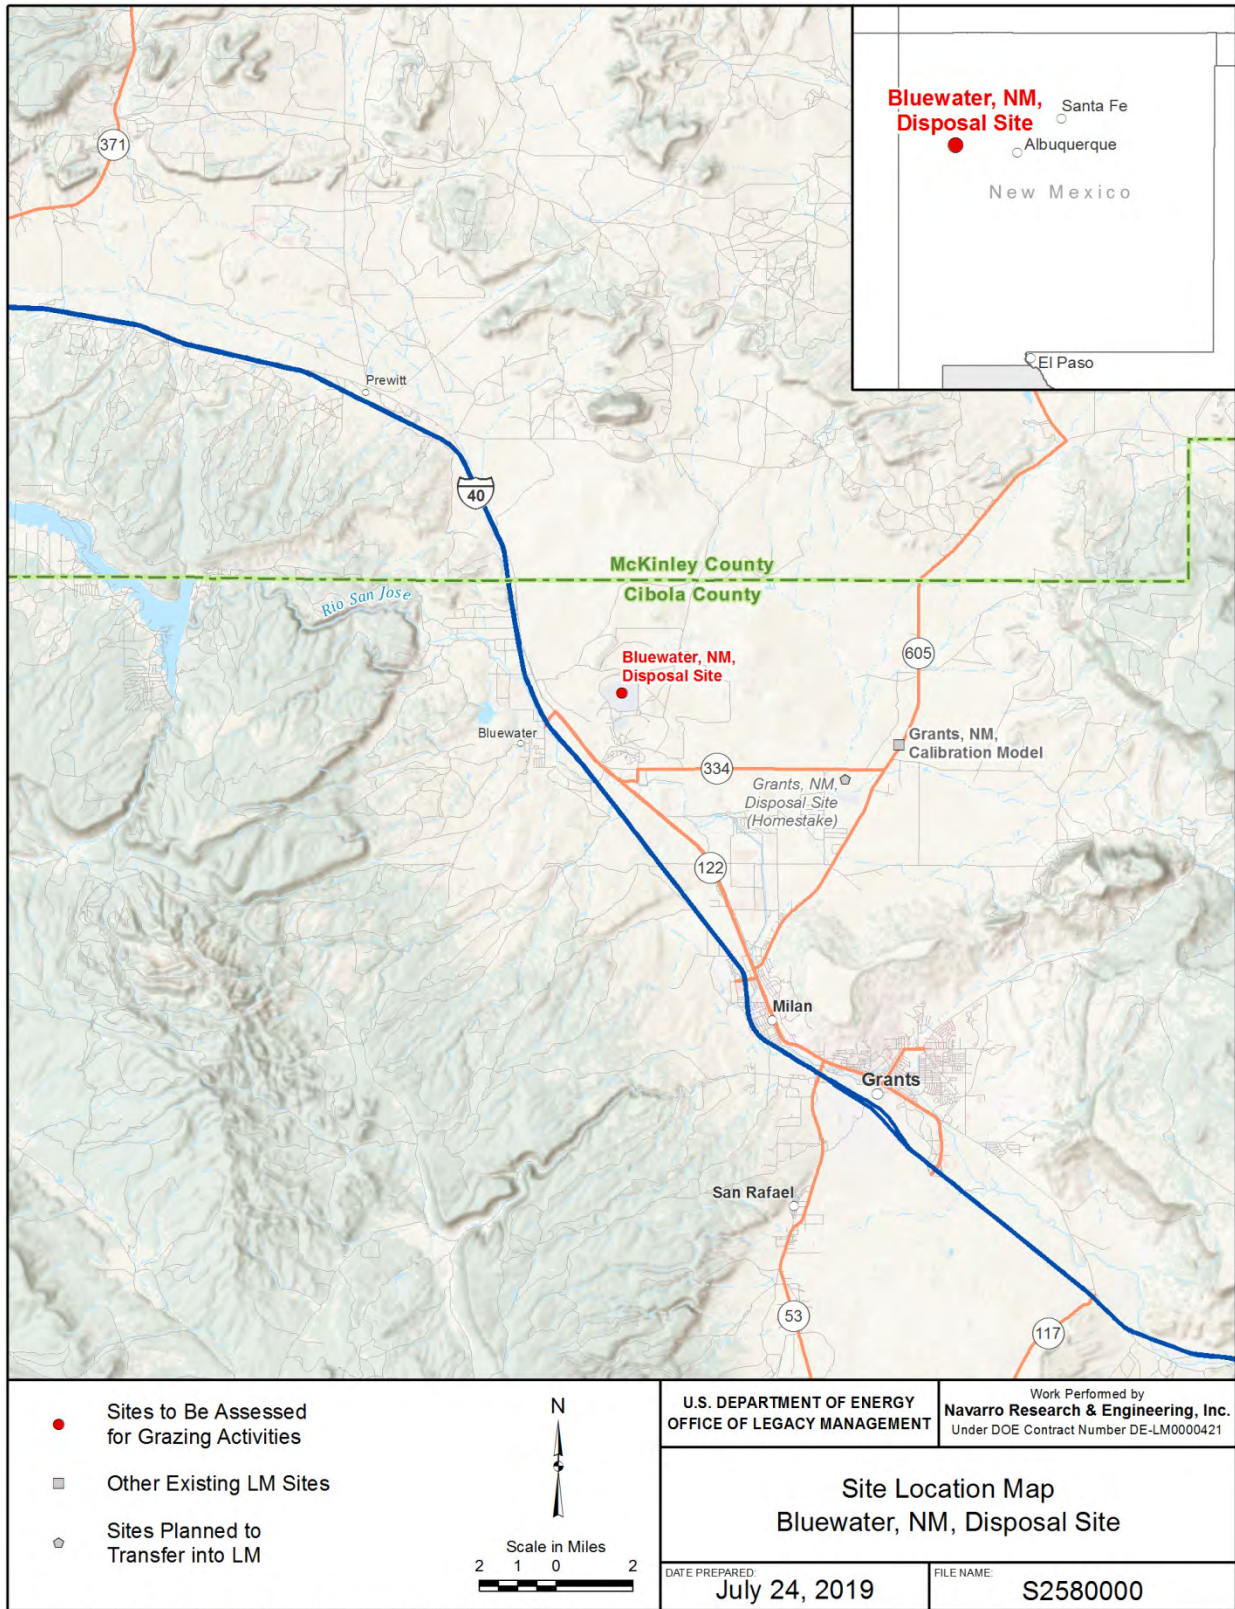 371
Bluewater, NM,
Disposal Site
Santa Fe
Albuquerque
New Mexico
El Paso
Prewitt
40
McKinley County
Cibola County
Rio San Jose
605
Bluewater, NM,
Disposal Site
Bluewater
Grants, NM,
Calibration Model
334
Grants, NM,
Disposal Site
(Homestake)
122
Milan
Grants
San Rafael
53
117
Sites to Be Assessed
for Grazing Activities
Other Existing LM Sites
Sites Planned to
Transfer into LM
N
Scale in Miles
2 1 0 2
U.S. DEPARTMENT OF ENERGY
OFFICE OF LEGACY MANAGEMENT
Work Performed by
Navarro Research & Engineering, Inc.
Under DOE Contract Number DE-LM0000421
Site Location Map
Bluewater, NM, Disposal Site
DATE PREPARED:
July 24, 2019
FILE NAME:
S2580000